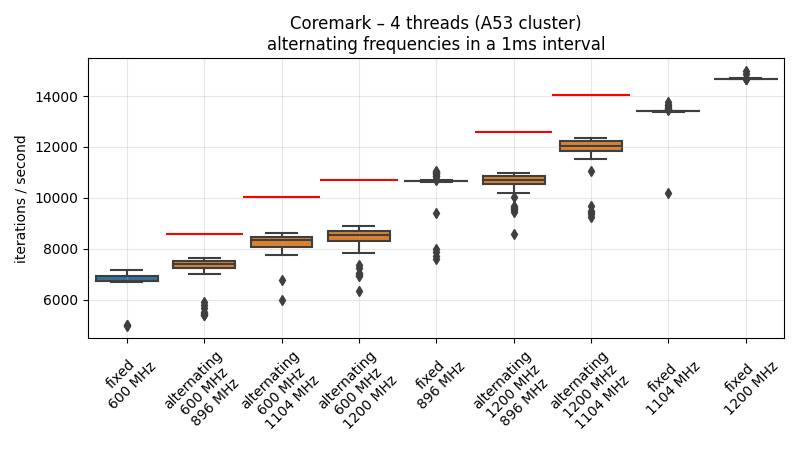 Coremark – 4 threads (A53 cluster)
alternating frequencies in a 1ms interval
iterations / second
14000
12000
10000
8000
6000
fixed
600 MHz
alternating
600 MHz
896 MHz
alternating
600 MHz
1104 MHz
alternating
600 MHz
1200 MHz
fixed
896 MHz
alternating
1200 MHz
896 MHz
alternating
1200 MHz
1104 MHz
fixed
1104 MHz
fixed
1200 MHz